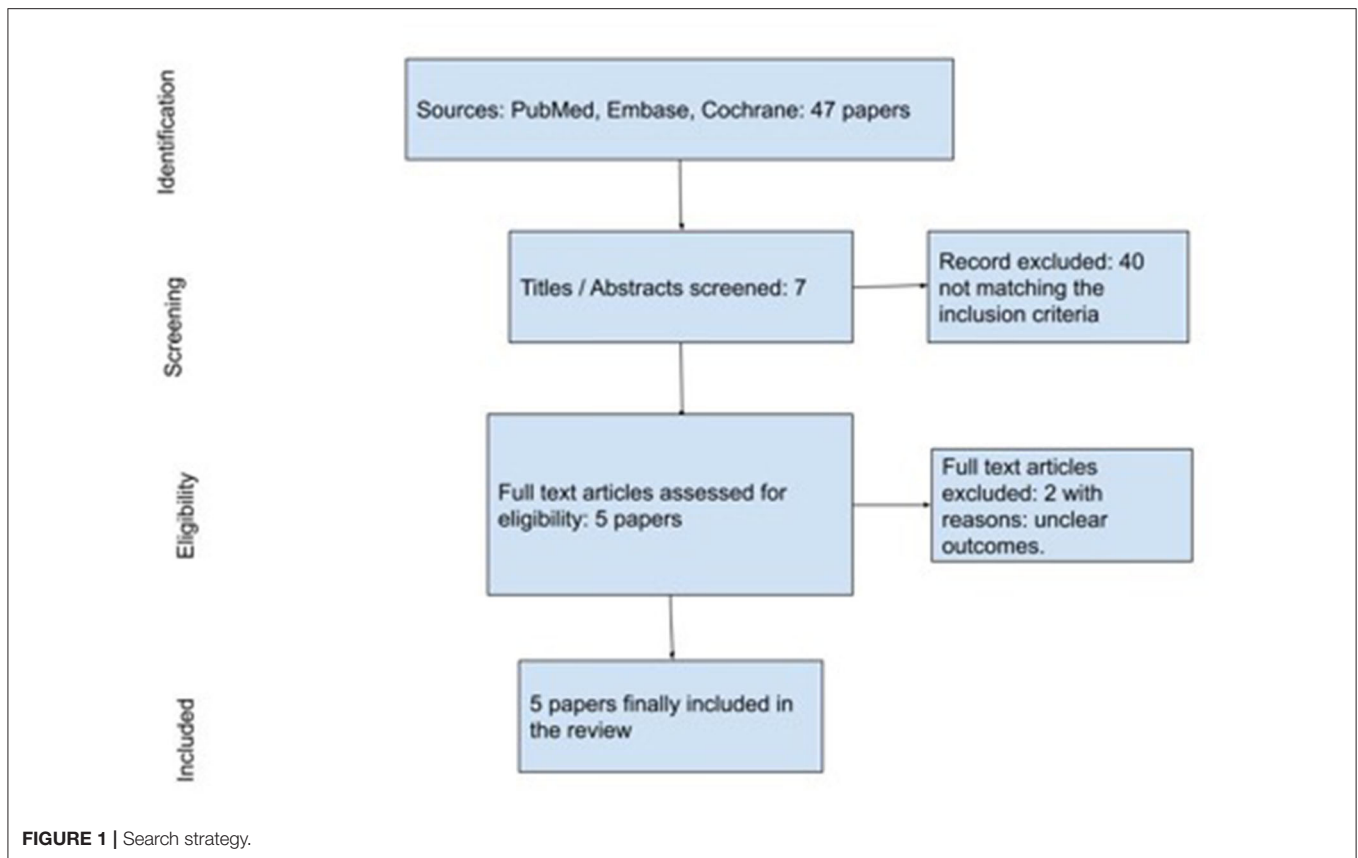 Identification
Sources: PubMed, Embase, Cochrane: 47 papers
Screening
Titles / Abstracts screened: 7
Record excluded: 40
not matching the
inclusion criteria
Eligibility
Full text articles assessed for
eligibility: 5 papers
Full text articles
excluded: 2 with
reasons: unclear
outcomes.
Included
5 papers finally included in
the review
FIGURE 1 | Search strategy.